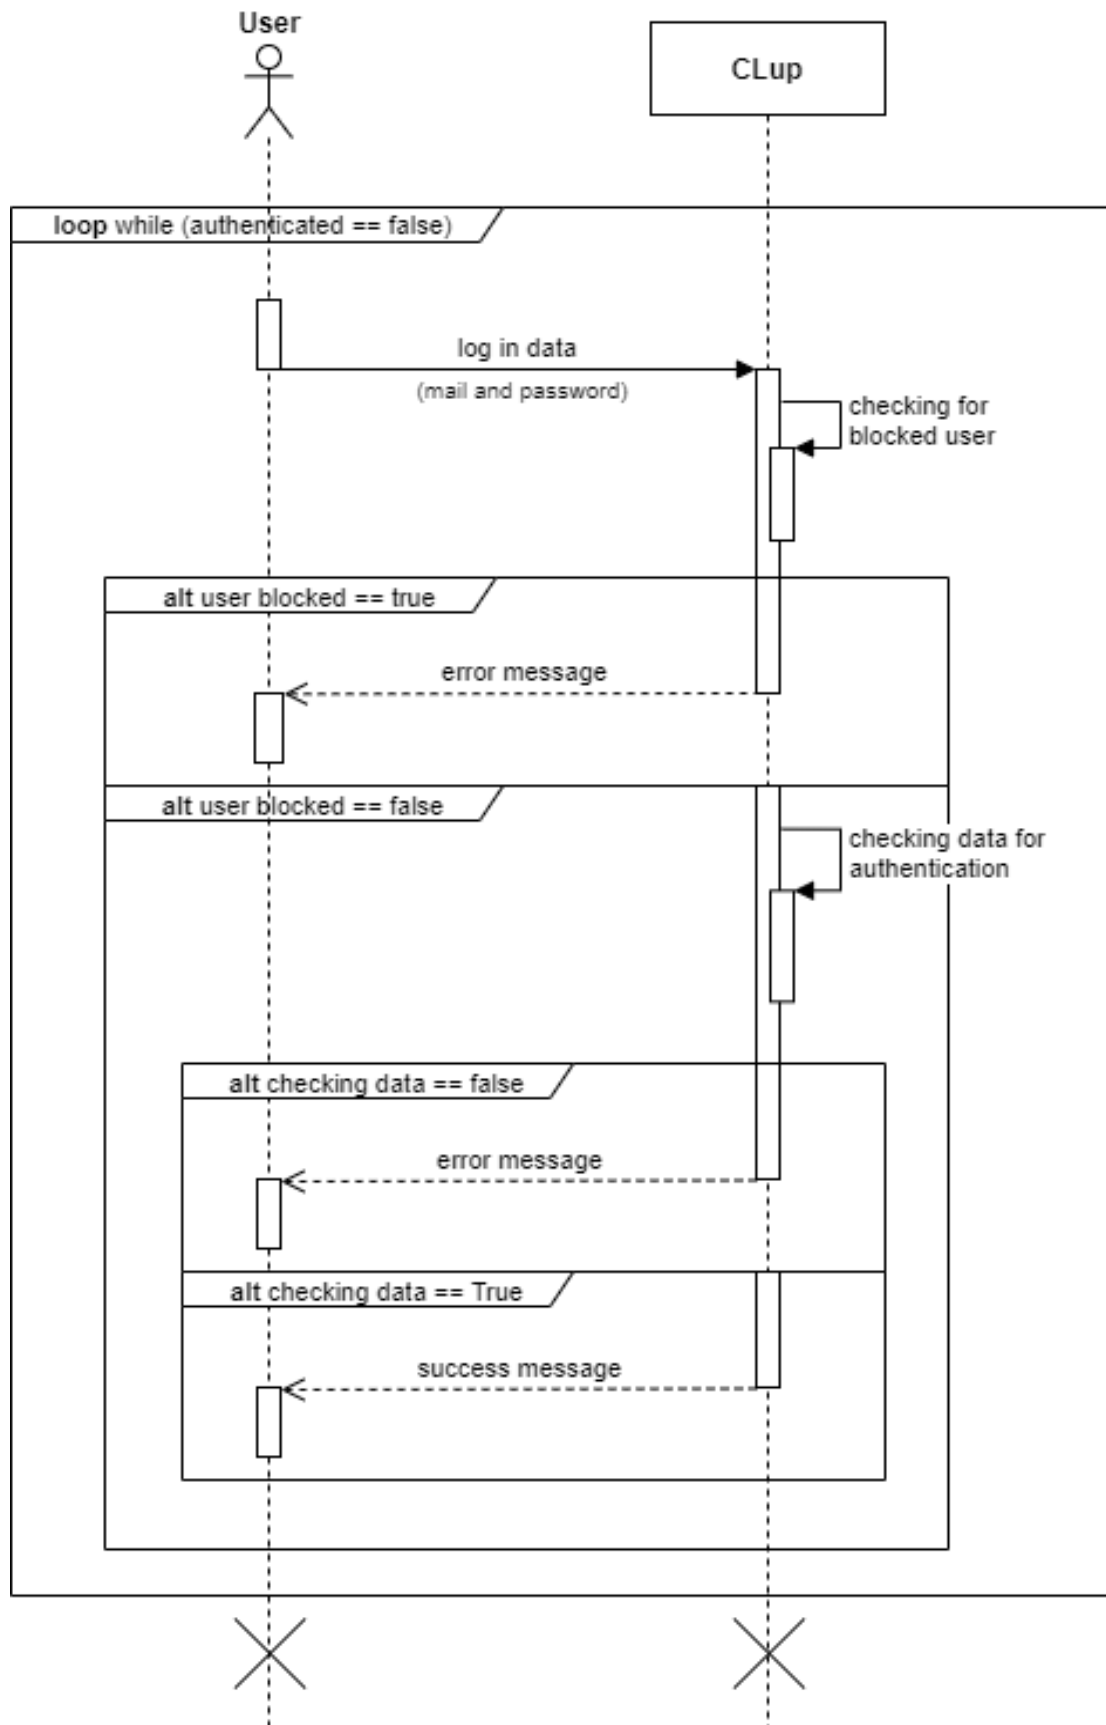 User
CLup
loop while (authenticated == false)
log in data
(mail and password)
checking for
blocked user
alt user blocked == true
error message
alt user blocked == false
checking data for
authentication
alt checking data == false
error message
alt checking data == True
success message